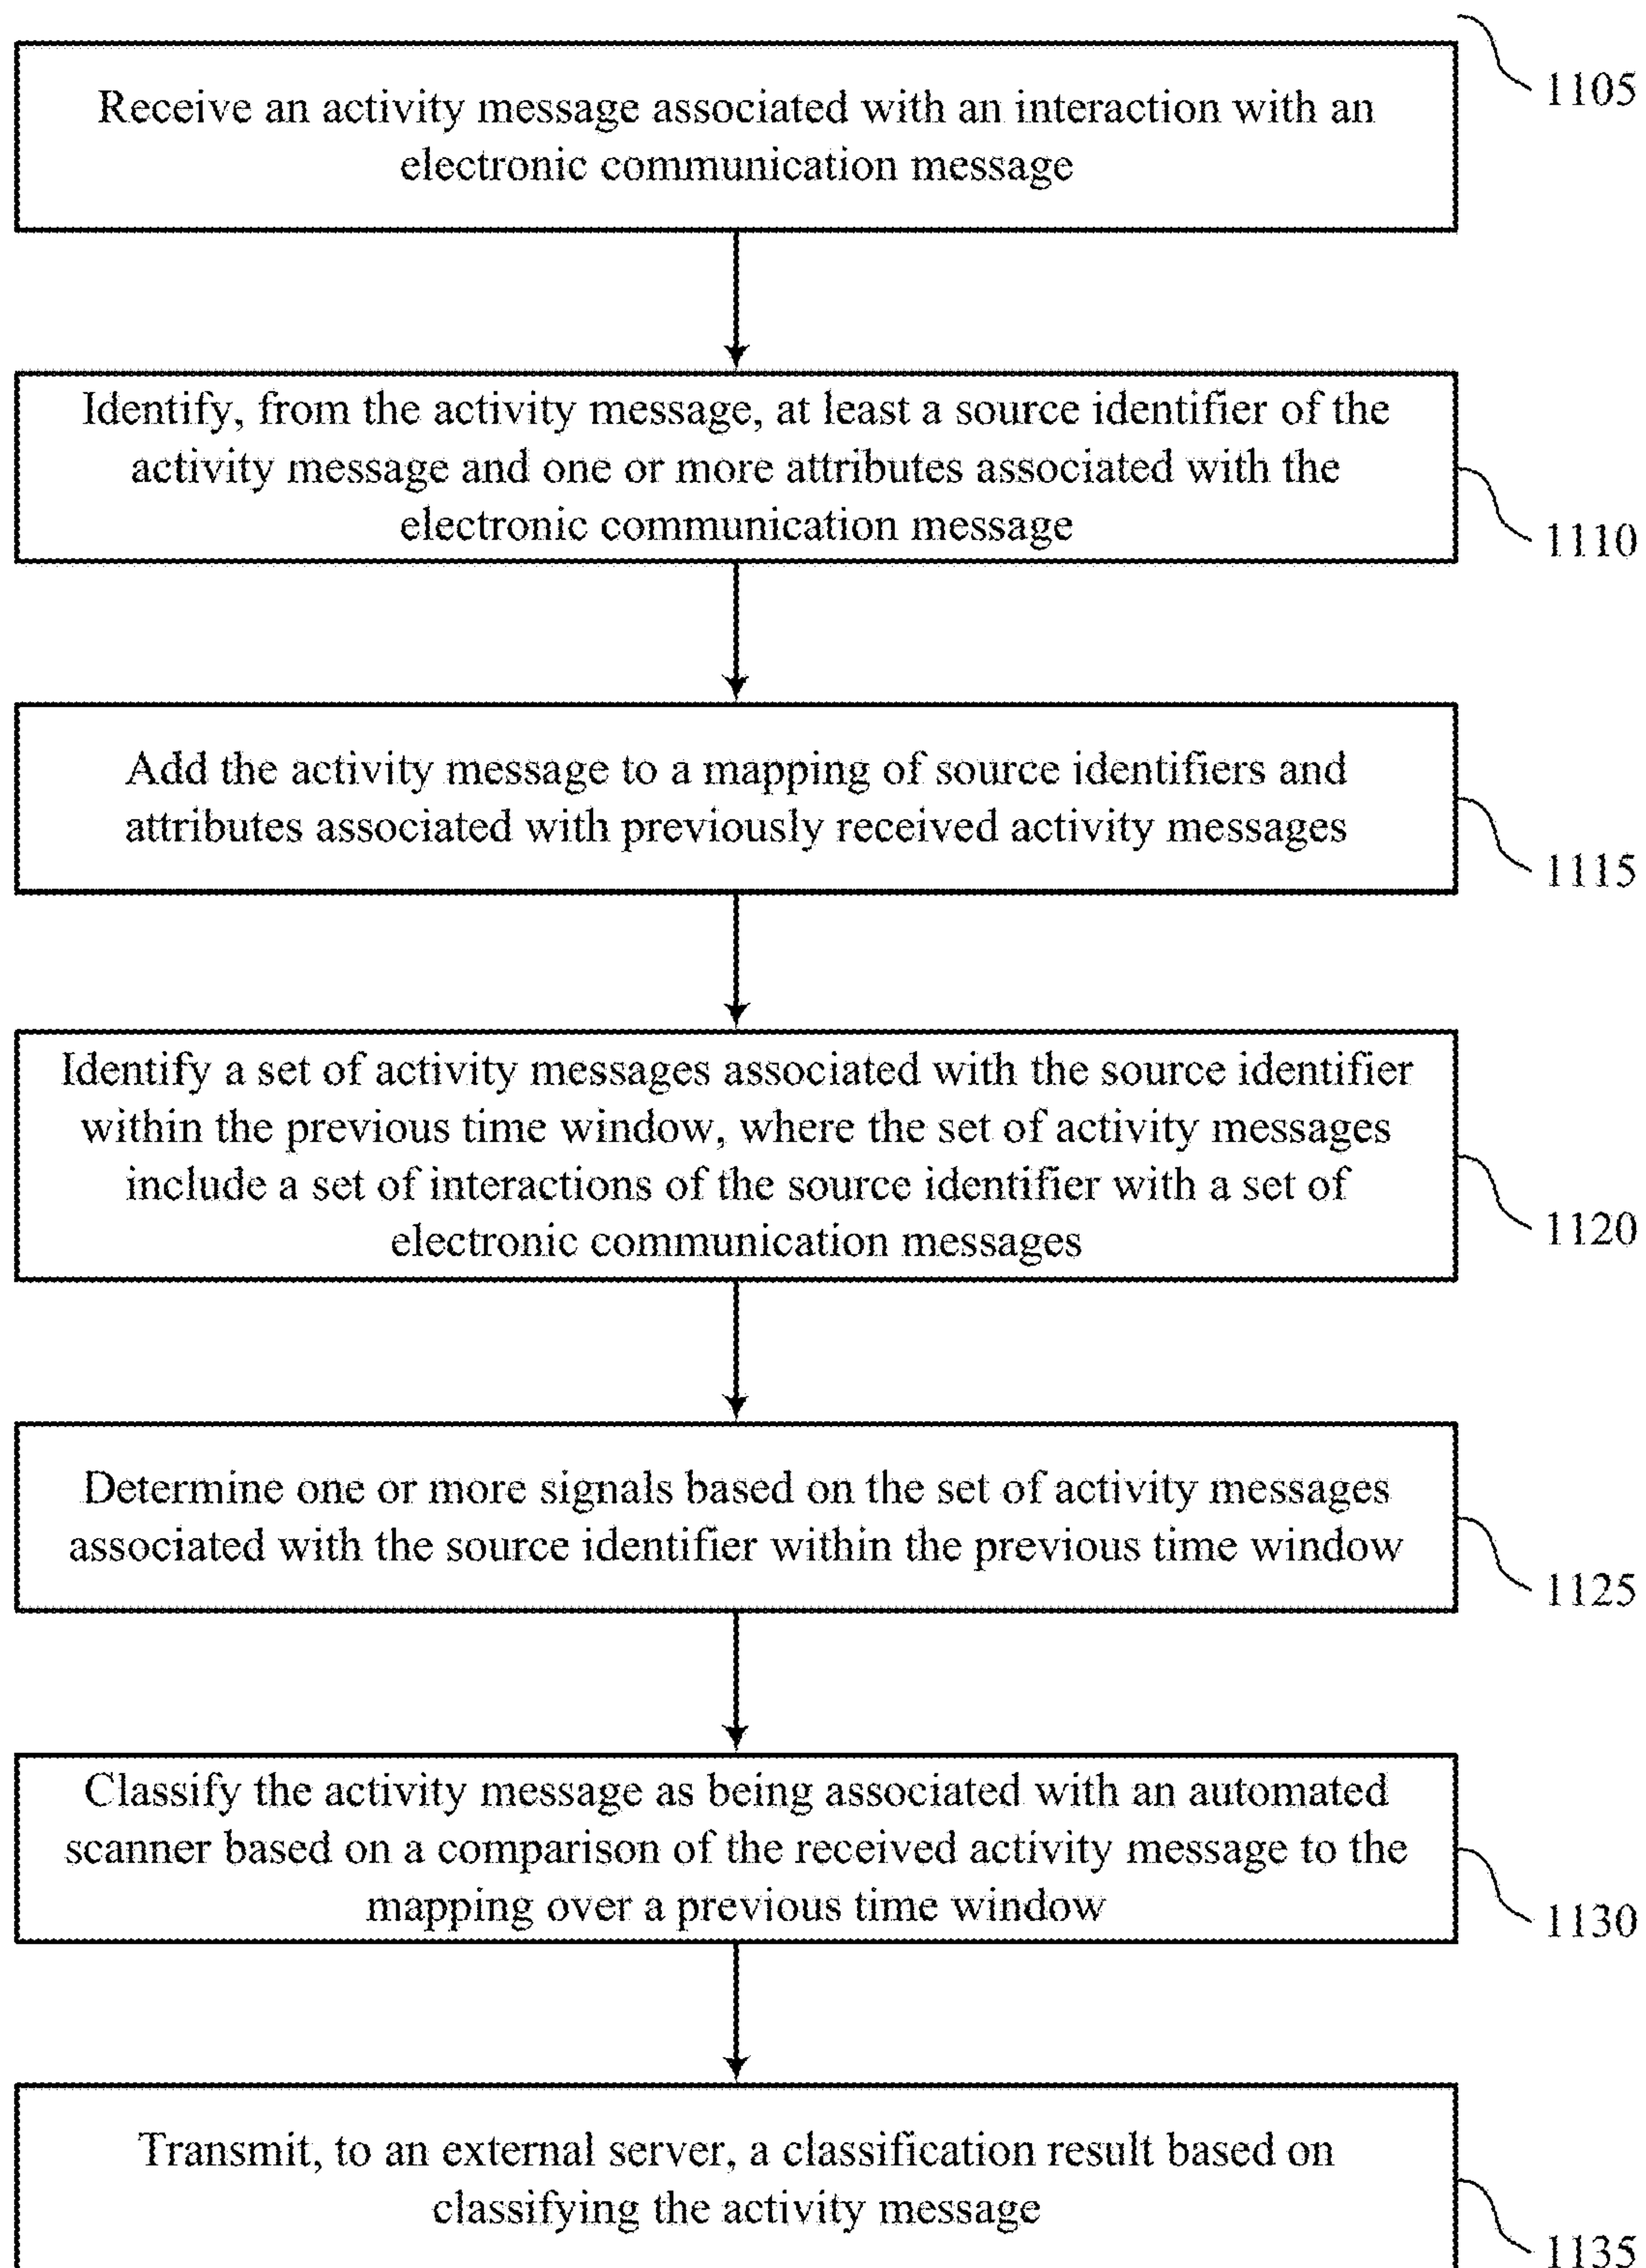 Receive an activity message associated with an interaction with an
electronic communication message
1105
Identify, from the activity message, at least a source identifier of the
activity message and one or more attributes associated with the
electronic communication message
1110
Add the activity message to a mapping of source identifiers and
attributes associated with previously received activity messages
1115
Identify a set of activity messages associated with the source identifier
within the previous time window, where the set of activity messages
include a set of interactions of the source identifier with a set of
electronic communication messages
1120
Determine one or more signals based on the set of activity messages
associated with the source identifier within the previous time window
1125
Classify the activity message as being associated with an automated
scanner based on a comparison of the received activity message to the
mapping over a previous time window
1130
Transmit, to an external server, a classification result based on
classifying the activity message
1135